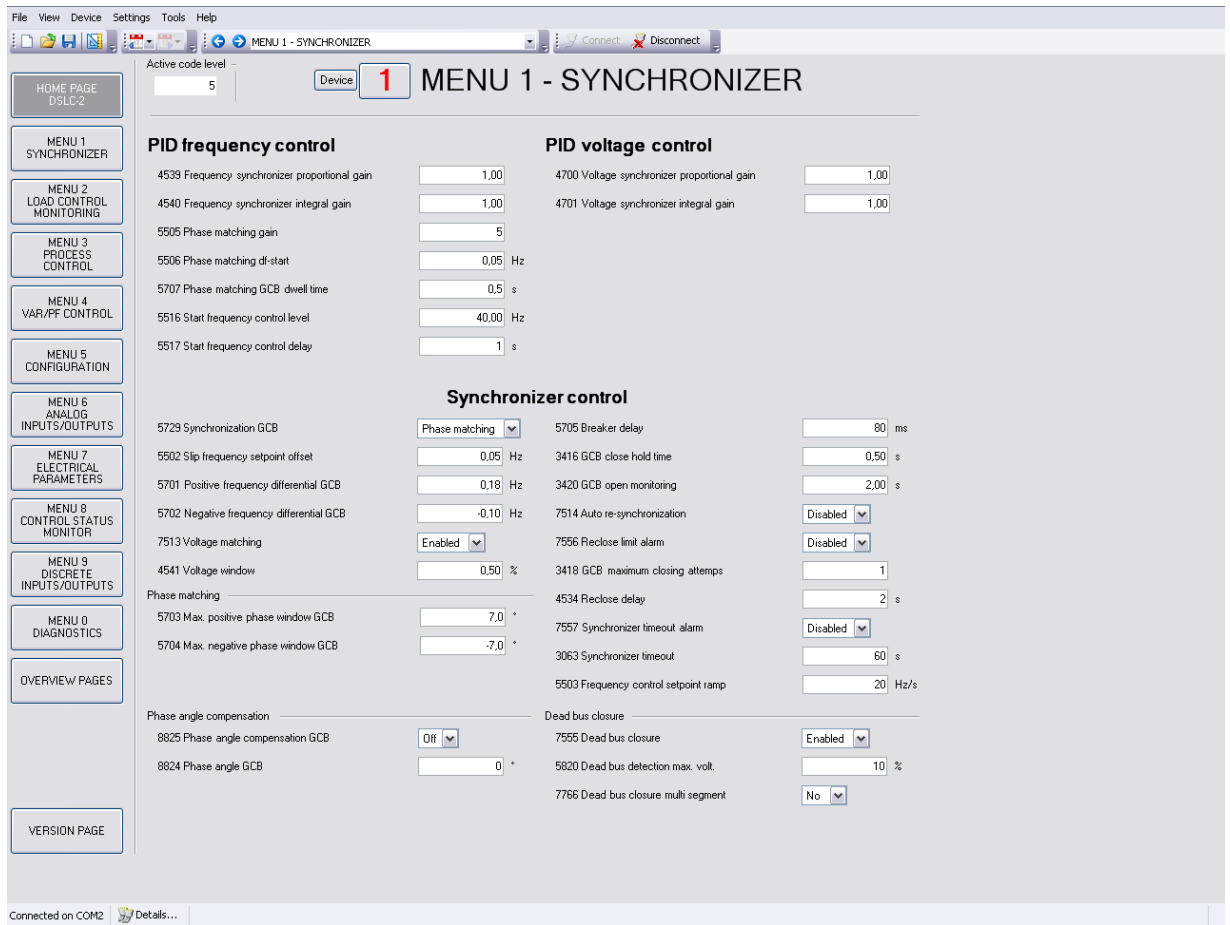 File View Device Settings Tools Help
MENU 1 - SYNCHRONIZER
Connect
Disconnect
HOME PAGE
DSLC-2
MENU 1
SYNCHRONIZER
MENU 2
LOAD CONTROL
MONITORING
MENU 3
PROCESS
CONTROL
MENU 4
VAR/PF CONTROL
MENU 5
CONFIGURATION
MENU 6
ANALOG
INPUTS/OUTPUTS
MENU 7
ELECTRICAL
PARAMETERS
MENU 8
CONTROL STATUS
MONITOR
MENU 9
DISCRETE
INPUTS/OUTPUTS
MENU 0
DIAGNOSTICS
OVERVIEW PAGES
VERSION PAGE
Active code level
5
Device 1 MENU 1 - SYNCHRONIZER
PID frequency control
4539 Frequency synchronizer proportional gain 1,00
4540 Frequency synchronizer integral gain 1,00
5505 Phase matching gain 5
5506 Phase matching df-start 0,05 Hz
5707 Phase matching GCB dwell time 0,5 s
5516 Start frequency control level 40,00 Hz
5517 Start frequency control delay 1 s
PID voltage control
4700 Voltage synchronizer proportional gain 1,00
4701 Voltage synchronizer integral gain 1,00
Synchronizer control
5729 Synchronization GCB Phase matching
5502 Slip frequency setpoint offset 0,05 Hz
5701 Positive frequency differential GCB 0,18 Hz
5702 Negative frequency differential GCB -0,10 Hz
7513 Voltage matching Enabled
4541 Voltage window 0,50 %
Phase matching
5703 Max. positive phase window GCB 7,0 °
5704 Max. negative phase window GCB -7,0 °
Phase angle compensation
8825 Phase angle compensation GCB Off
8824 Phase angle GCB 0 °
5705 Breaker delay 80 ms
3416 GCB close hold time 0,50 s
3420 GCB open monitoring 2,00 s
7514 Auto re-synchronization Disabled
7556 Reclose limit alarm Disabled
3418 GCB maximum closing attemps 1
4534 Reclose delay 2 s
7557 Synchronizer timeout alarm Disabled
3063 Synchronizer timeout 60 s
5503 Frequency control setpoint ramp 20 Hz/s
Dead bus closure
7555 Dead bus closure Enabled
5820 Dead bus detection max. volt. 10 %
7766 Dead bus closure multi segment No
Connected on COM2 Details...